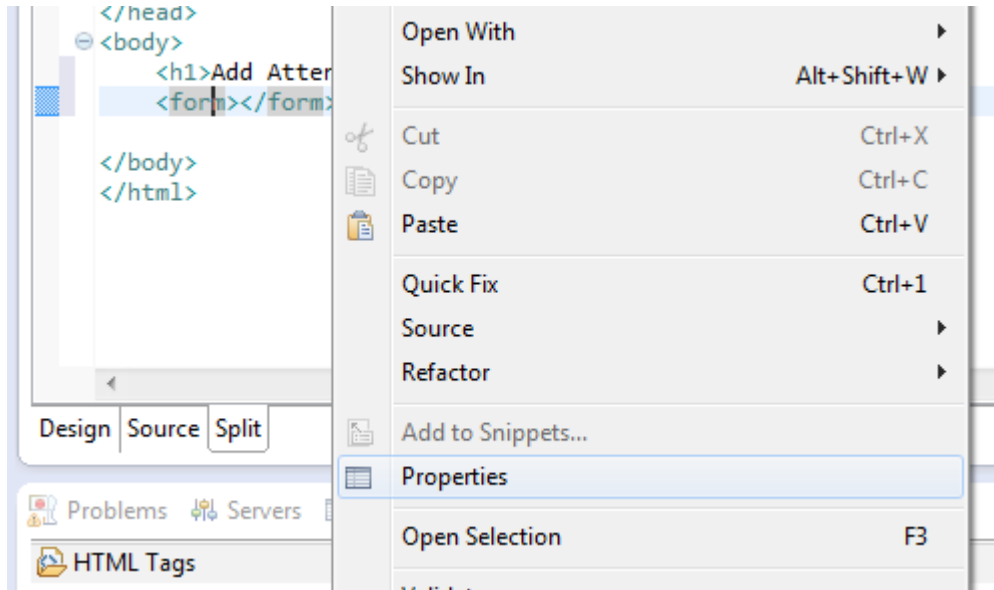 </head>
<body>
<h1>Add Atter
<form></form>
</body>
</html>
Design Source Split
Problems Servers
HTML Tags
Open With
Show In Alt+Shift+W
Cut Ctrl+X
Copy Ctrl+C
Paste Ctrl+V
Quick Fix Ctrl+1
Source
Refactor
Add to Snippets...
Properties
Open Selection F3